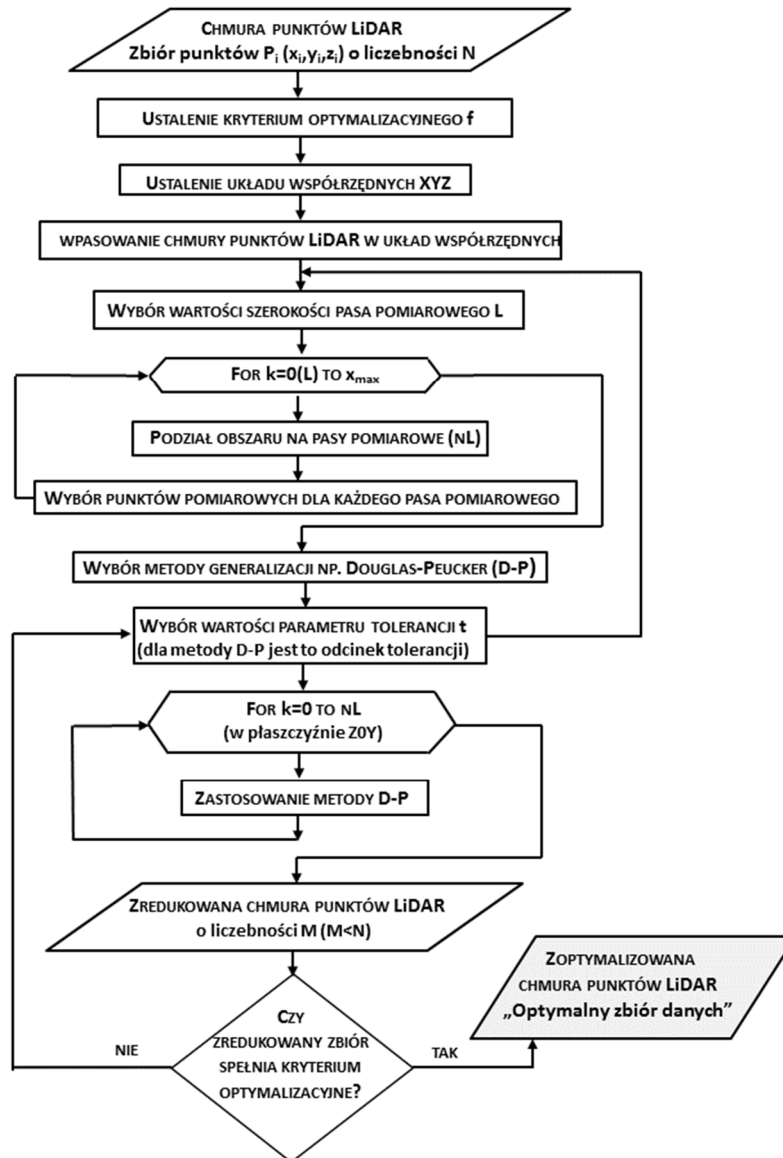 CHMURA PUNKTÓW LiDAR
Zbiór punktów Pi (xi,yi,zi) o liczebności N
USTALENIE KRYTERIUM OPTYMALIZACYJNEGO f
USTALENIE UKŁADU WSPÓŁRZĘDNYCH XYZ
WPASOWANIE CHMURY PUNKTÓW LiDAR W UKŁAD WSPÓŁRZĘDNYCH
WYBÓR WARTOŚCI SZEROKOŚCI PASA POMIAROWEGO L
FOR k=0(L) TO xmax
PODZIAŁ OBSZARU NA PASY POMIAROWE (NL)
WYBÓR PUNKTÓW POMIAROWYCH DLA KAŻDEGO PASA POMIAROWEGO
WYBÓR METODY GENERALIZACJI NP. DOUGLAS-PEUCKER (D-P)
WYBÓR WARTOŚCI PARAMETRU TOLERANCJI t
(dla metody D-P jest to odcinek tolerancji)
FOR k=0 TO NL
(w płaszczyźnie Z0Y)
ZASTOSOWANIE METODY D-P
ZREDUKOWANA CHMURA PUNKTÓW LiDAR
o liczebności M (M<N)
ZOPTYMALIZOWANA
CHMURA PUNKTÓW LiDAR
„Optymalny zbiór danych”
CZY
ZREDUKOWANY ZBIÓR
SPEŁNIA KRYTERIUM
OPTYMALIZACYJNE?
NIE
TAK